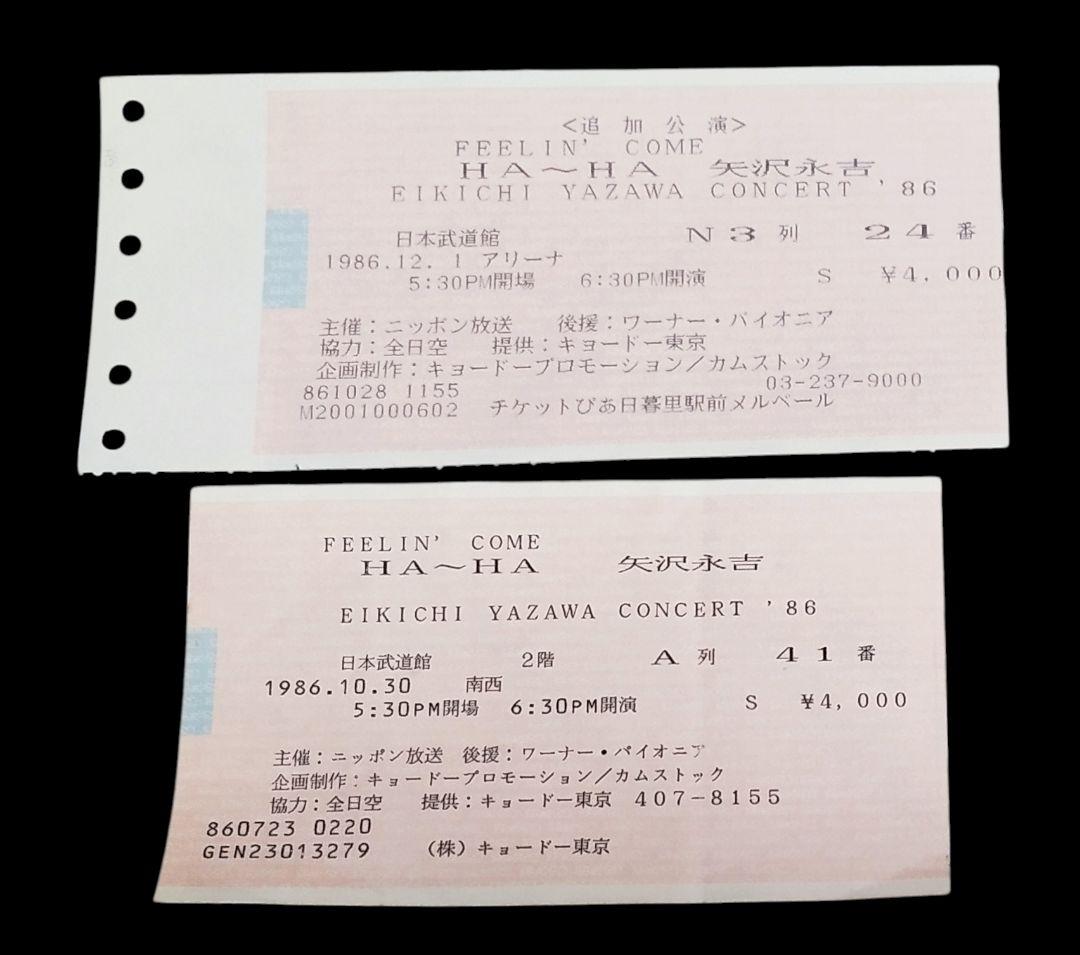 <追加公演>
FEELIN' COME
HA～HA 矢沢永吉
EIKICHI YAZAWA CONCERT '86
日本武道館 N3列 24番
1986.12. 1 アリーナ
5:30PM開場 6:30PM開演 S ¥4,000
主催：ニッポン放送 後援：ワーナー・パイオニア
協力：全日空 提供：キョードー東京
企画制作：キョードープロモーション／カムストック
861028 1155 03-237-9000
M2001000602 チケットぴあ日暮里駅前メルベール
FEELIN' COME
HA～HA 矢沢永吉
EIKICHI YAZAWA CONCERT '86
日本武道館 2階 A列 41番
1986.10.30 南西
5:30PM開場 6:30PM開演 S ¥4,000
主催：ニッポン放送 後援：ワーナー・パイオニア
企画制作：キョードープロモーション／カムストック
協力：全日空 提供：キョードー東京 407-8155
860723 0220
GEN23013279 （株）キョードー東京